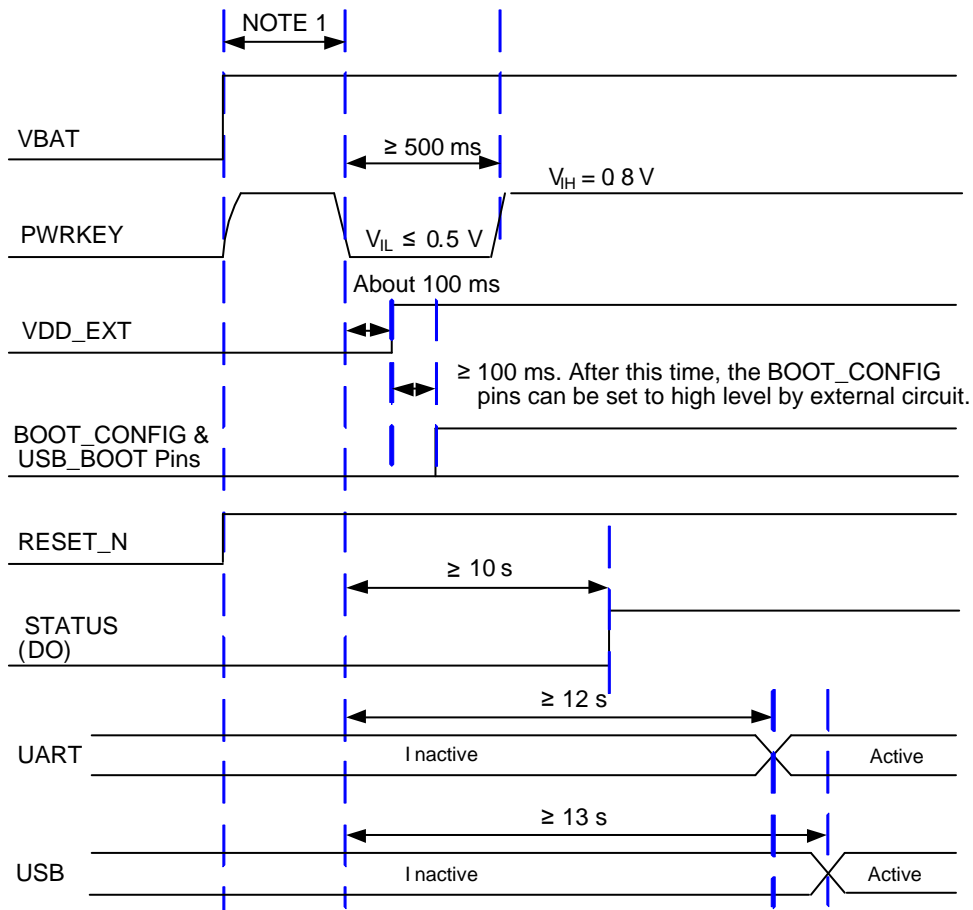 NOTE 1
VBAT
≥ 500 ms
V_IH = 0.8 V
PWRKEY
V_IL ≤ 0.5 V
About 100 ms
VDD_EXT
≥ 100 ms. After this time, the BOOT_CONFIG
pins can be set to high level by external circuit.
BOOT_CONFIG &
USB_BOOT Pins
RESET_N
≥ 10 s
STATUS
(DO)
≥ 12 s
UART
Inactive
Active
≥ 13 s
USB
Inactive
Active